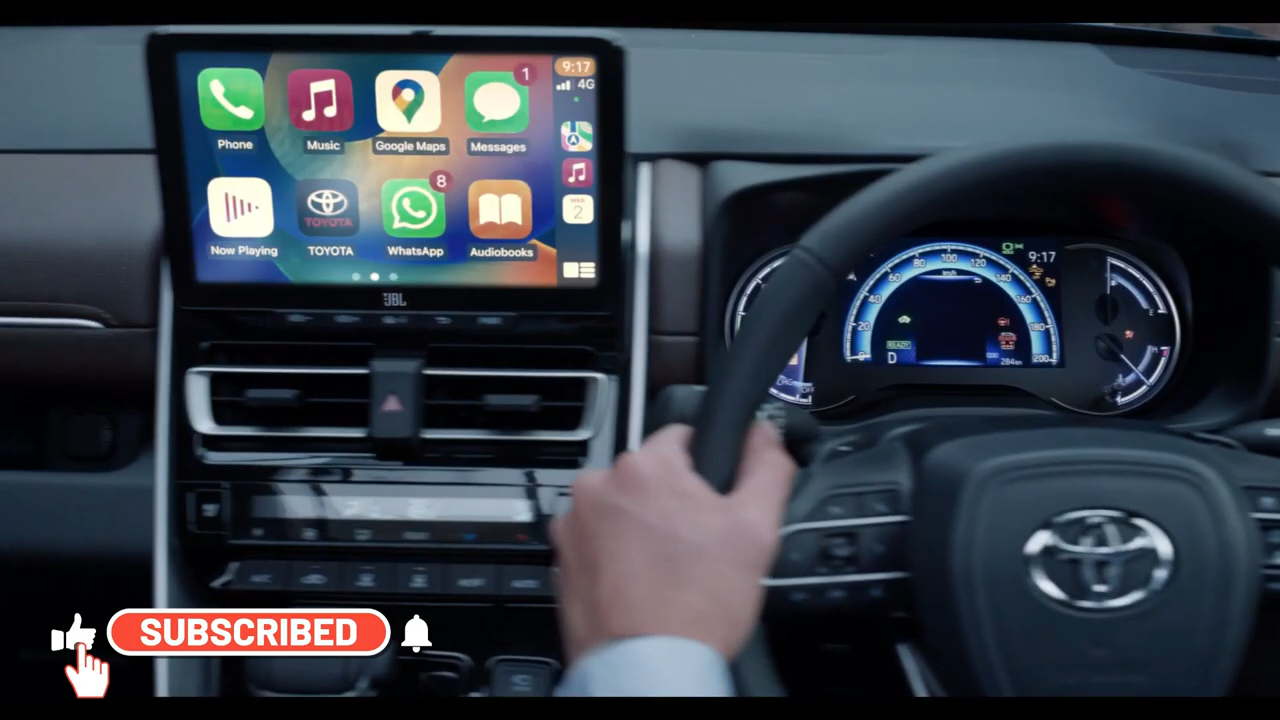 9:17
4G
1
Phone
Music
Google Maps
Messages
8
WED
2
Now Playing
TOYOTA
TOYOTA
WhatsApp
Audiobooks
JBL
9:17
0
20
40
60
80
100
120
140
160
180
200
km/h
READY
D
284km
E
H
CHG
SUBSCRIBED